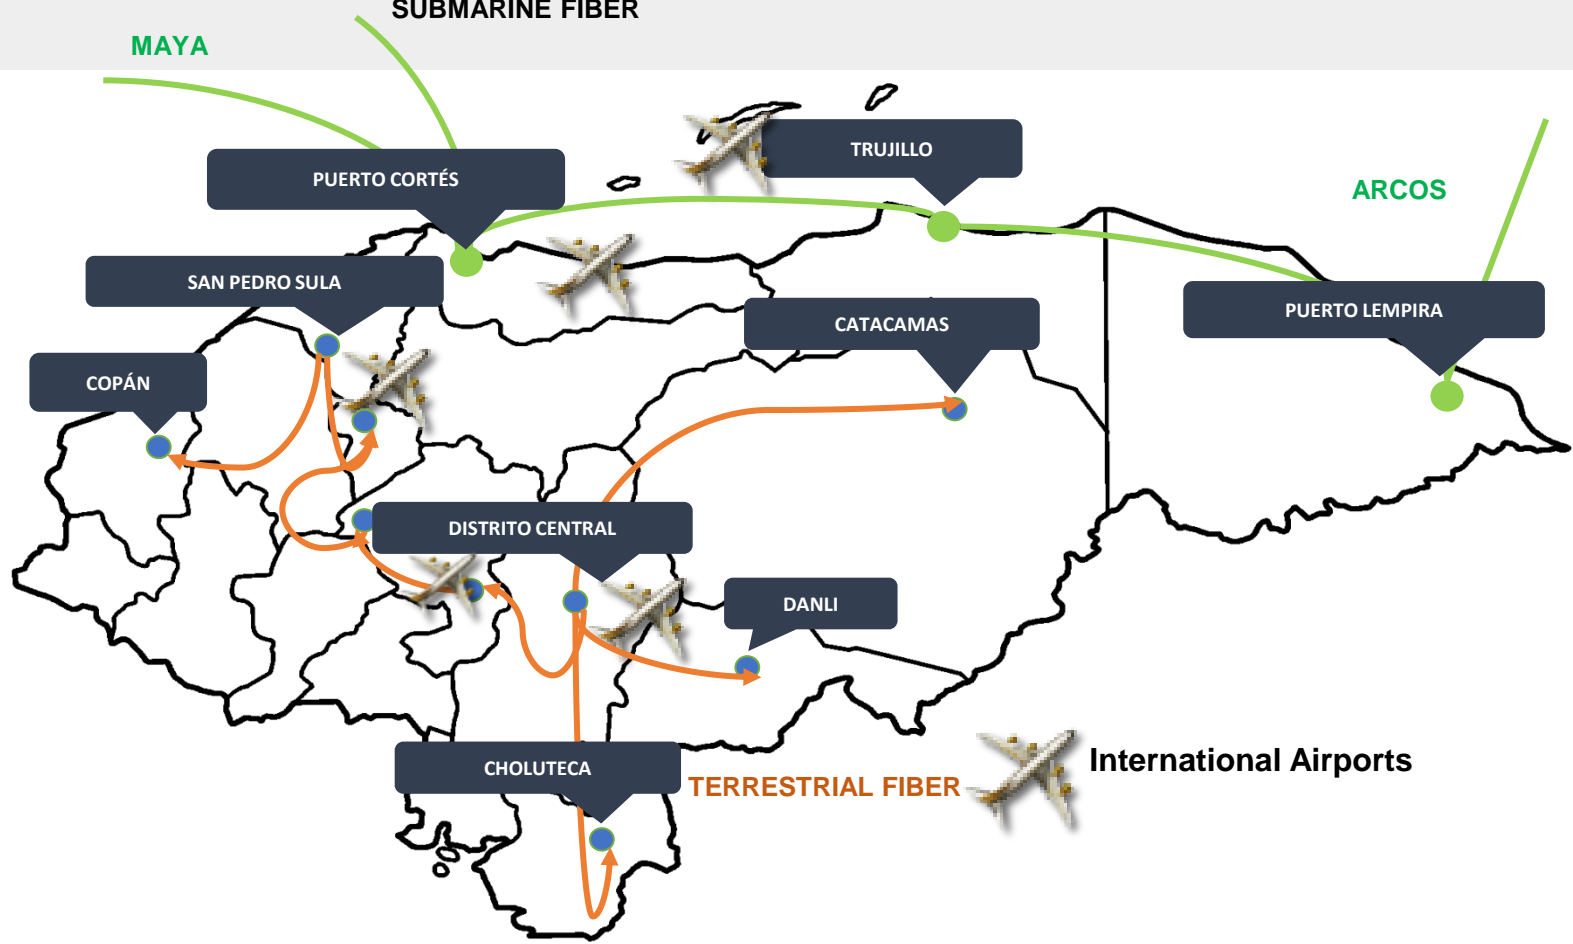 SUBMARINE FIBER
MAYA
TRUJILLO
PUERTO CORTÉS
ARCOS
SAN PEDRO SULA
PUERTO LEMPIRA
CATACAMAS
COPÁN
DISTRITO CENTRAL
DANLI
CHOLUTECA
TERRESTRIAL FIBER
International Airports